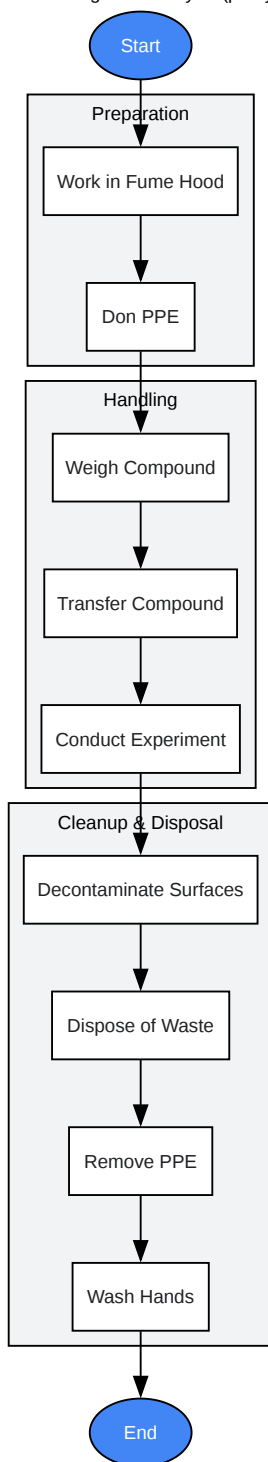 Start
Preparation
Work in Fume Hood
Don PPE
Handling
Weigh Compound
Transfer Compound
Conduct Experiment
Cleanup & Disposal
Decontaminate Surfaces
Dispose of Waste
Remove PPE
Wash Hands
End